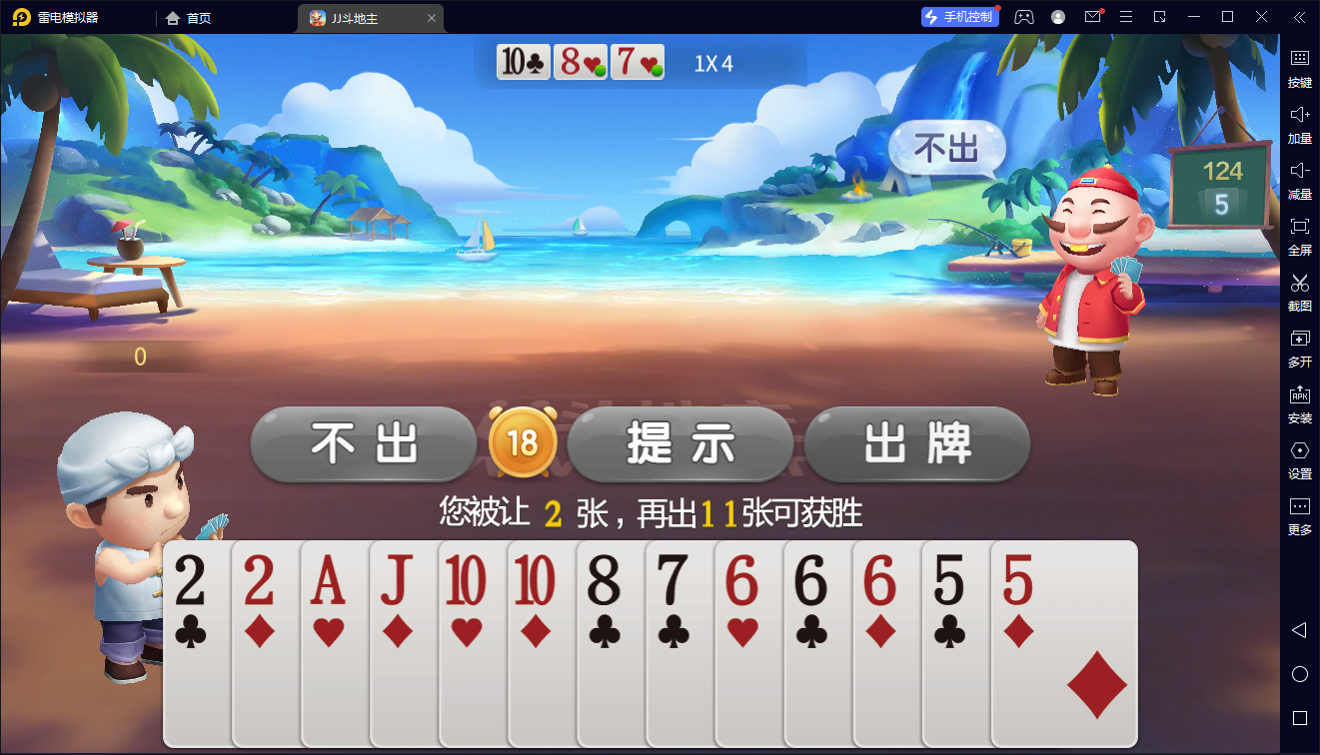 雷电模拟器
首页
JJ斗地主
手机控制
10 8 7 1X4
不出
124
5
0
不出
18
提示
出牌
您被让 2 张，再出11张可获胜
2 2 A J 10 10 8 7 6 6 6 5 5
按键
加量
减量
全屏
截图
多开
APK
安装
设置
更多